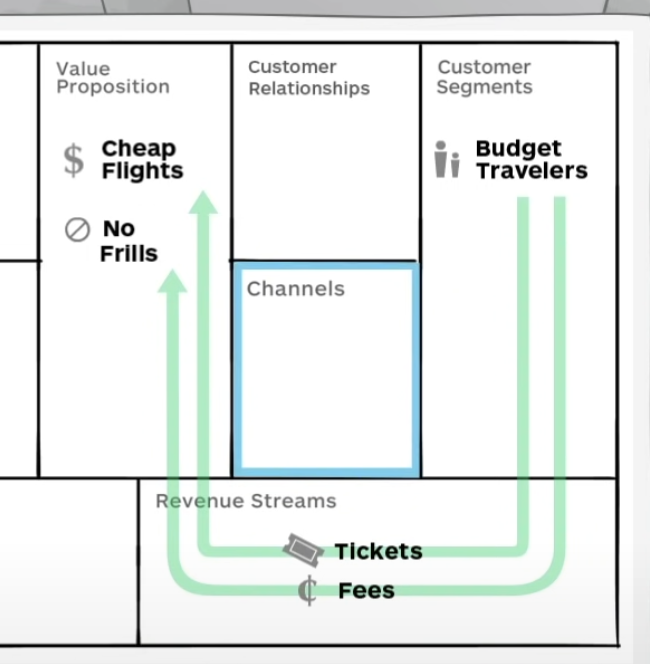 Value
Proposition
$ Cheap
Flights
No
Frills
Customer
Relationships
Customer
Segments
Budget
Travelers
Channels
Revenue Streams
Tickets
¢ Fees